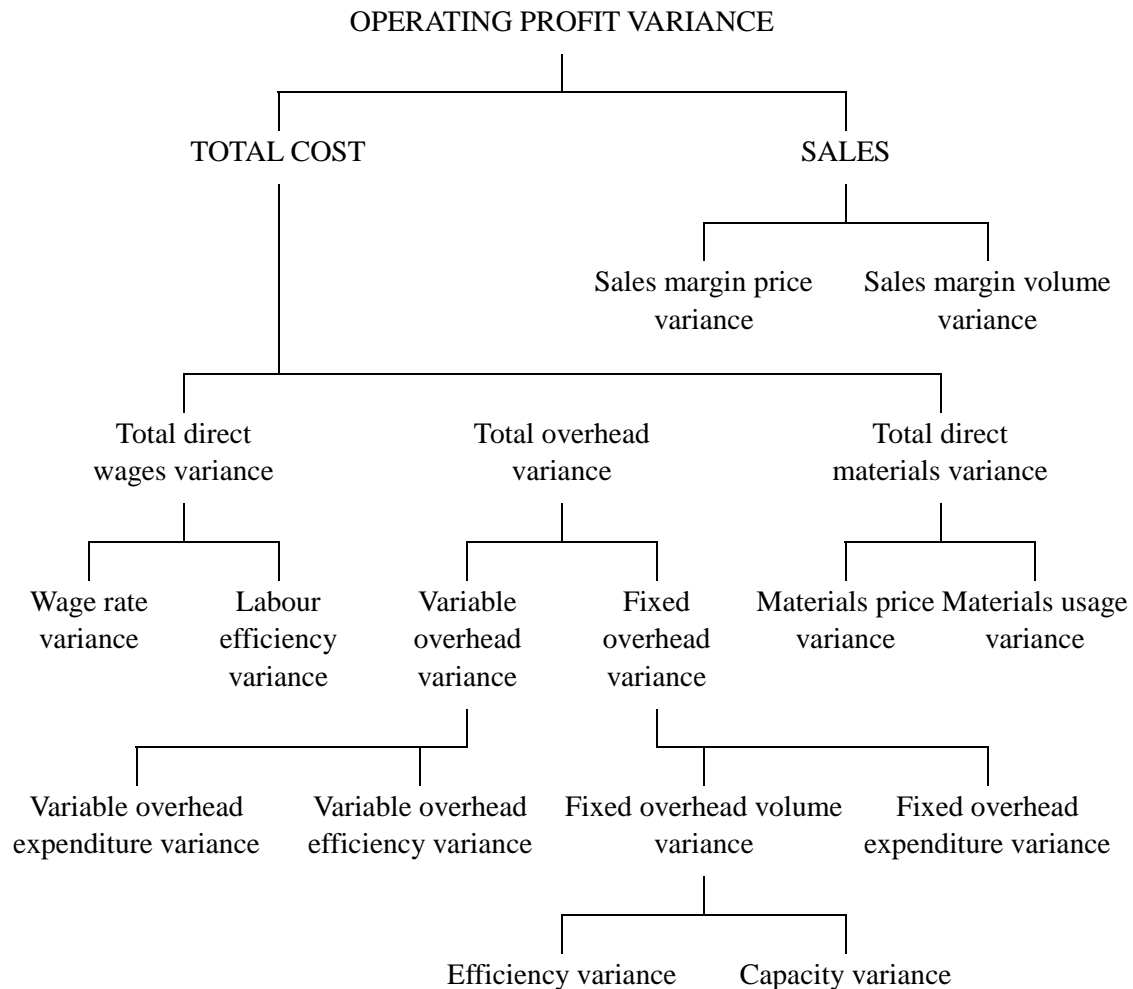 OPERATING PROFIT VARIANCE
TOTAL COST
SALES
Sales margin price
variance
Sales margin volume
variance
Total direct
wages variance
Total overhead
variance
Total direct
materials variance
Wage rate
variance
Labour
efficiency
variance
Variable
overhead
variance
Fixed
overhead
variance
Materials price
variance
Materials usage
variance
Variable overhead
expenditure variance
Variable overhead
efficiency variance
Fixed overhead volume
variance
Fixed overhead
expenditure variance
Efficiency variance
Capacity variance